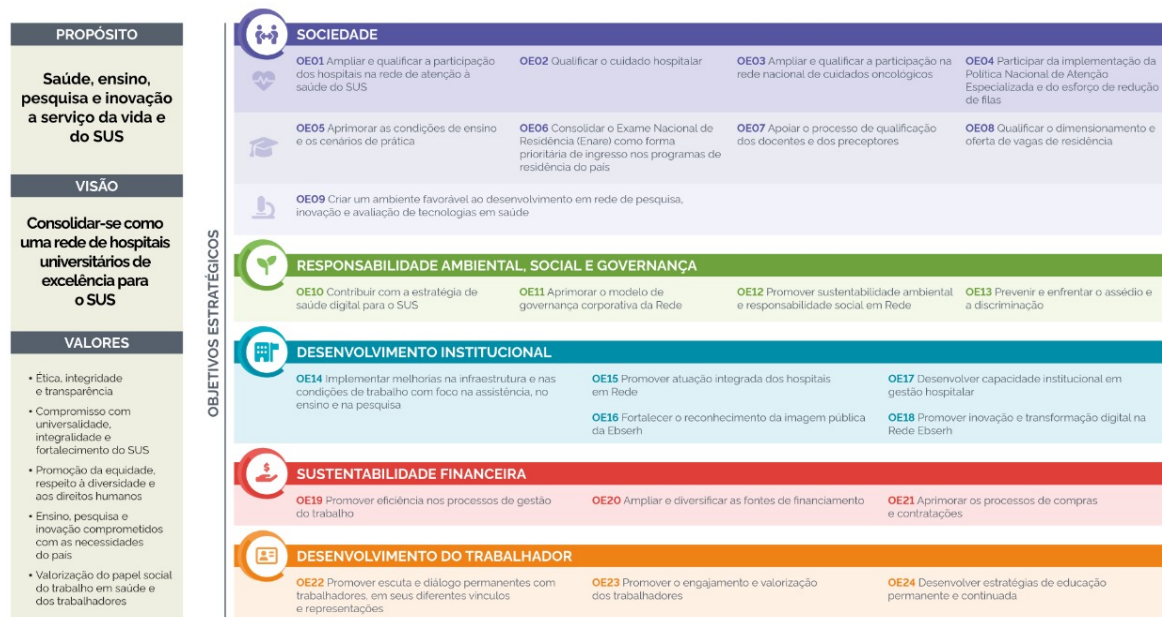 PROPÓSITO
Saúde, ensino,
pesquisa e inovação
a serviço da vida e
do SUS
VISÃO
Consolidar-se como
uma rede de hospitais
universitários de
excelência para
o SUS
VALORES
• Ética, integridade
e transparência
• Compromisso com
universalidade,
integralidade e
fortalecimento do SUS
• Promoção da equidade,
respeito à diversidade e
aos direitos humanos
• Ensino, pesquisa e
inovação comprometidos
com as necessidades
do país
• Valorização do papel social
do trabalho em saúde e
dos trabalhadores
OBJETIVOS ESTRATÉGICOS
SOCIEDADE
OE01 Ampliar e qualificar a participação
dos hospitais na rede de atenção à
saúde do SUS
OE02 Qualificar o cuidado hospitalar
OE03 Ampliar e qualificar a participação na
rede nacional de cuidados oncológicos
OE04 Participar da implementação da
Política Nacional de Atenção
Especializada e do esforço de redução
de filas
OE05 Aprimorar as condições de ensino
e os cenários de prática
OE06 Consolidar o Exame Nacional de
Residência (Enare) como forma
prioritária de ingresso nos programas de
residência do país
OE07 Apoiar o processo de qualificação
dos docentes e dos preceptores
OE08 Qualificar o dimensionamento e
oferta de vagas de residência
OE09 Criar um ambiente favorável ao desenvolvimento em rede de pesquisa,
inovação e avaliação de tecnologias em saúde
RESPONSABILIDADE AMBIENTAL, SOCIAL E GOVERNANÇA
OE10 Contribuir com a estratégia de
saúde digital para o SUS
OE11 Aprimorar o modelo de
governança corporativa da Rede
OE12 Promover sustentabilidade ambiental
e responsabilidade social em Rede
OE13 Prevenir e enfrentar o assédio e
a discriminação
DESENVOLVIMENTO INSTITUCIONAL
OE14 Implementar melhorias na infraestrutura e nas
condições de trabalho com foco na assistência, no
ensino e na pesquisa
OE15 Promover atuação integrada dos hospitais
em Rede
OE16 Fortalecer o reconhecimento da imagem pública
da Ebserh
OE17 Desenvolver capacidade institucional em
gestão hospitalar
OE18 Promover inovação e transformação digital na
Rede Ebserh
SUSTENTABILIDADE FINANCEIRA
OE19 Promover eficiência nos processos de gestão
do trabalho
OE20 Ampliar e diversificar as fontes de financiamento
OE21 Aprimorar os processos de compras
e contratações
DESENVOLVIMENTO DO TRABALHADOR
OE22 Promover escuta e diálogo permanentes com
trabalhadores, em seus diferentes vínculos
e representações
OE23 Promover o engajamento e valorização
dos trabalhadores
OE24 Desenvolver estratégias de educação
permanente e continuada